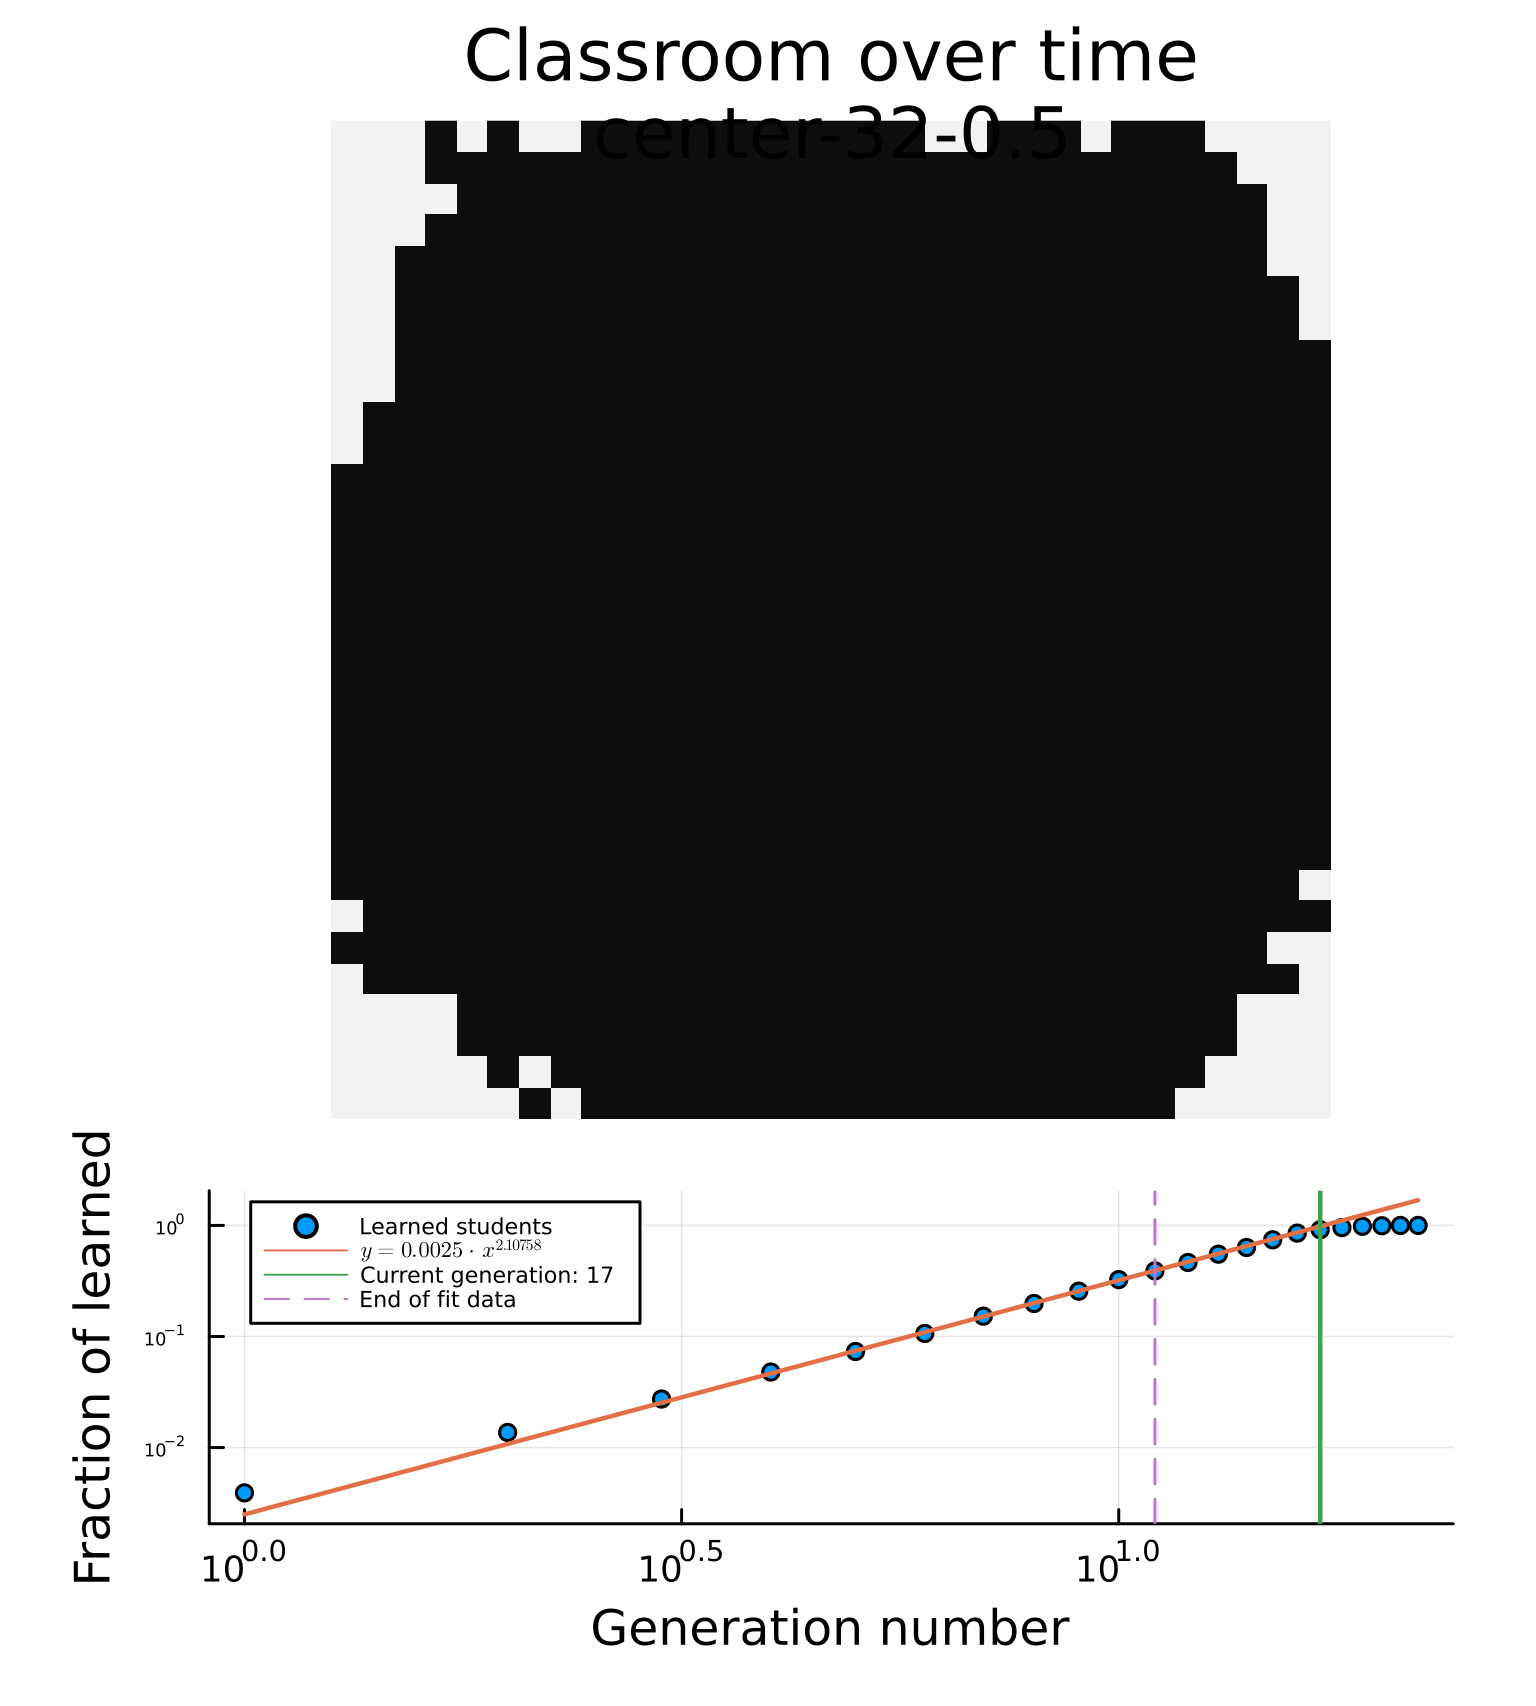 Classroom over time
center-32-0.5
Fraction of learned
10^0
10^-1
10^-2
Learned students
y = 0.0025 · x^2.10758
Current generation: 17
End of fit data
10^0.0
10^0.5
10^1.0
Generation number